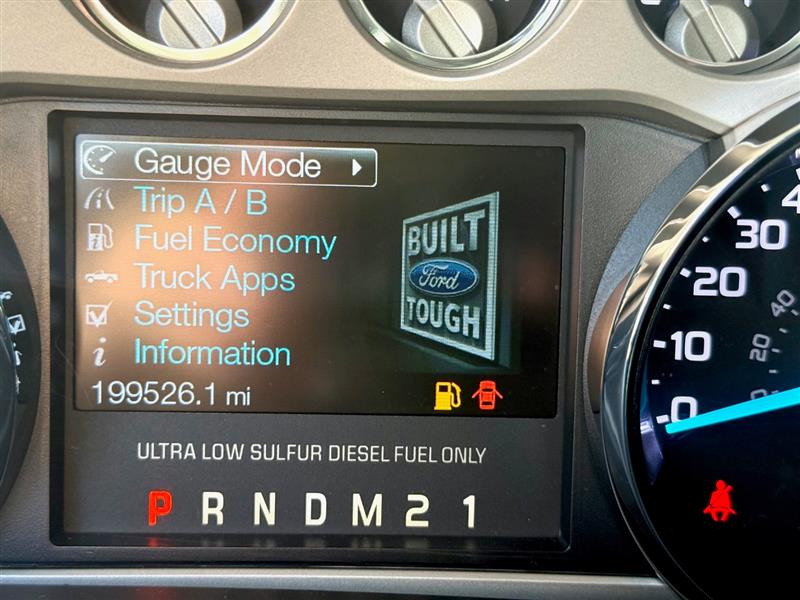 Gauge Mode
Trip A / B
Fuel Economy
Truck Apps
Settings
Information
199526.1 mi
BUILT
Ford
TOUGH
ULTRA LOW SULFUR DIESEL FUEL ONLY
P R N D M 2 1
30
20
10
0
40
20